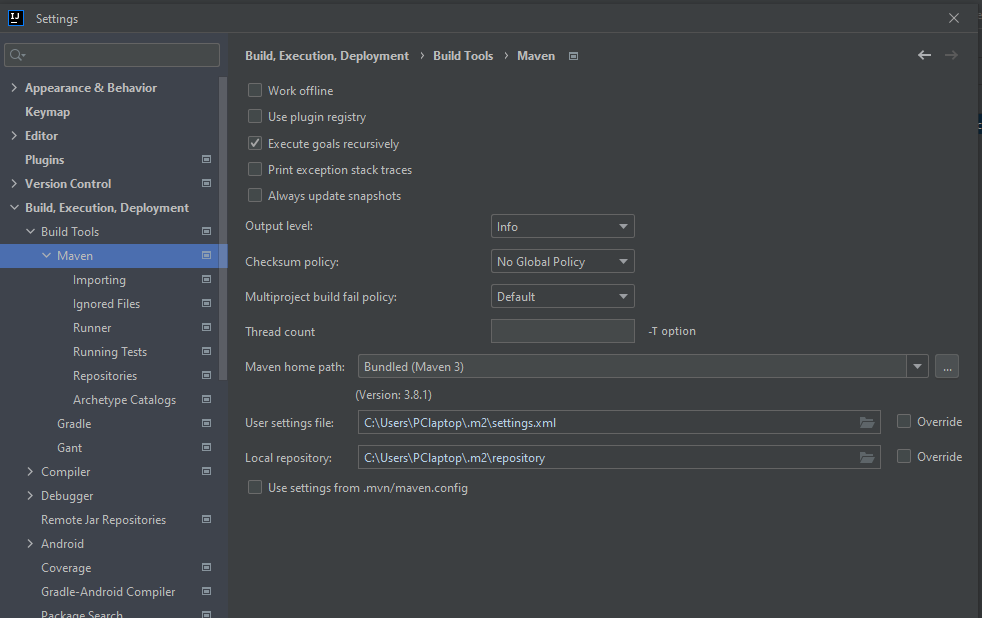 IJ Settings
Appearance & Behavior
Keymap
Editor
Plugins
Version Control
Build, Execution, Deployment
Build Tools
Maven
Importing
Ignored Files
Runner
Running Tests
Repositories
Archetype Catalogs
Gradle
Gant
Compiler
Debugger
Remote Jar Repositories
Android
Coverage
Gradle-Android Compiler
Package Search
Build, Execution, Deployment › Build Tools › Maven
Work offline
Use plugin registry
Execute goals recursively
Print exception stack traces
Always update snapshots
Output level: Info
Checksum policy: No Global Policy
Multiproject build fail policy: Default
Thread count -T option
Maven home path: Bundled (Maven 3) ...
(Version: 3.8.1)
User settings file: C:\Users\PClaptop\.m2\settings.xml Override
Local repository: C:\Users\PClaptop\.m2\repository Override
Use settings from .mvn/maven.config